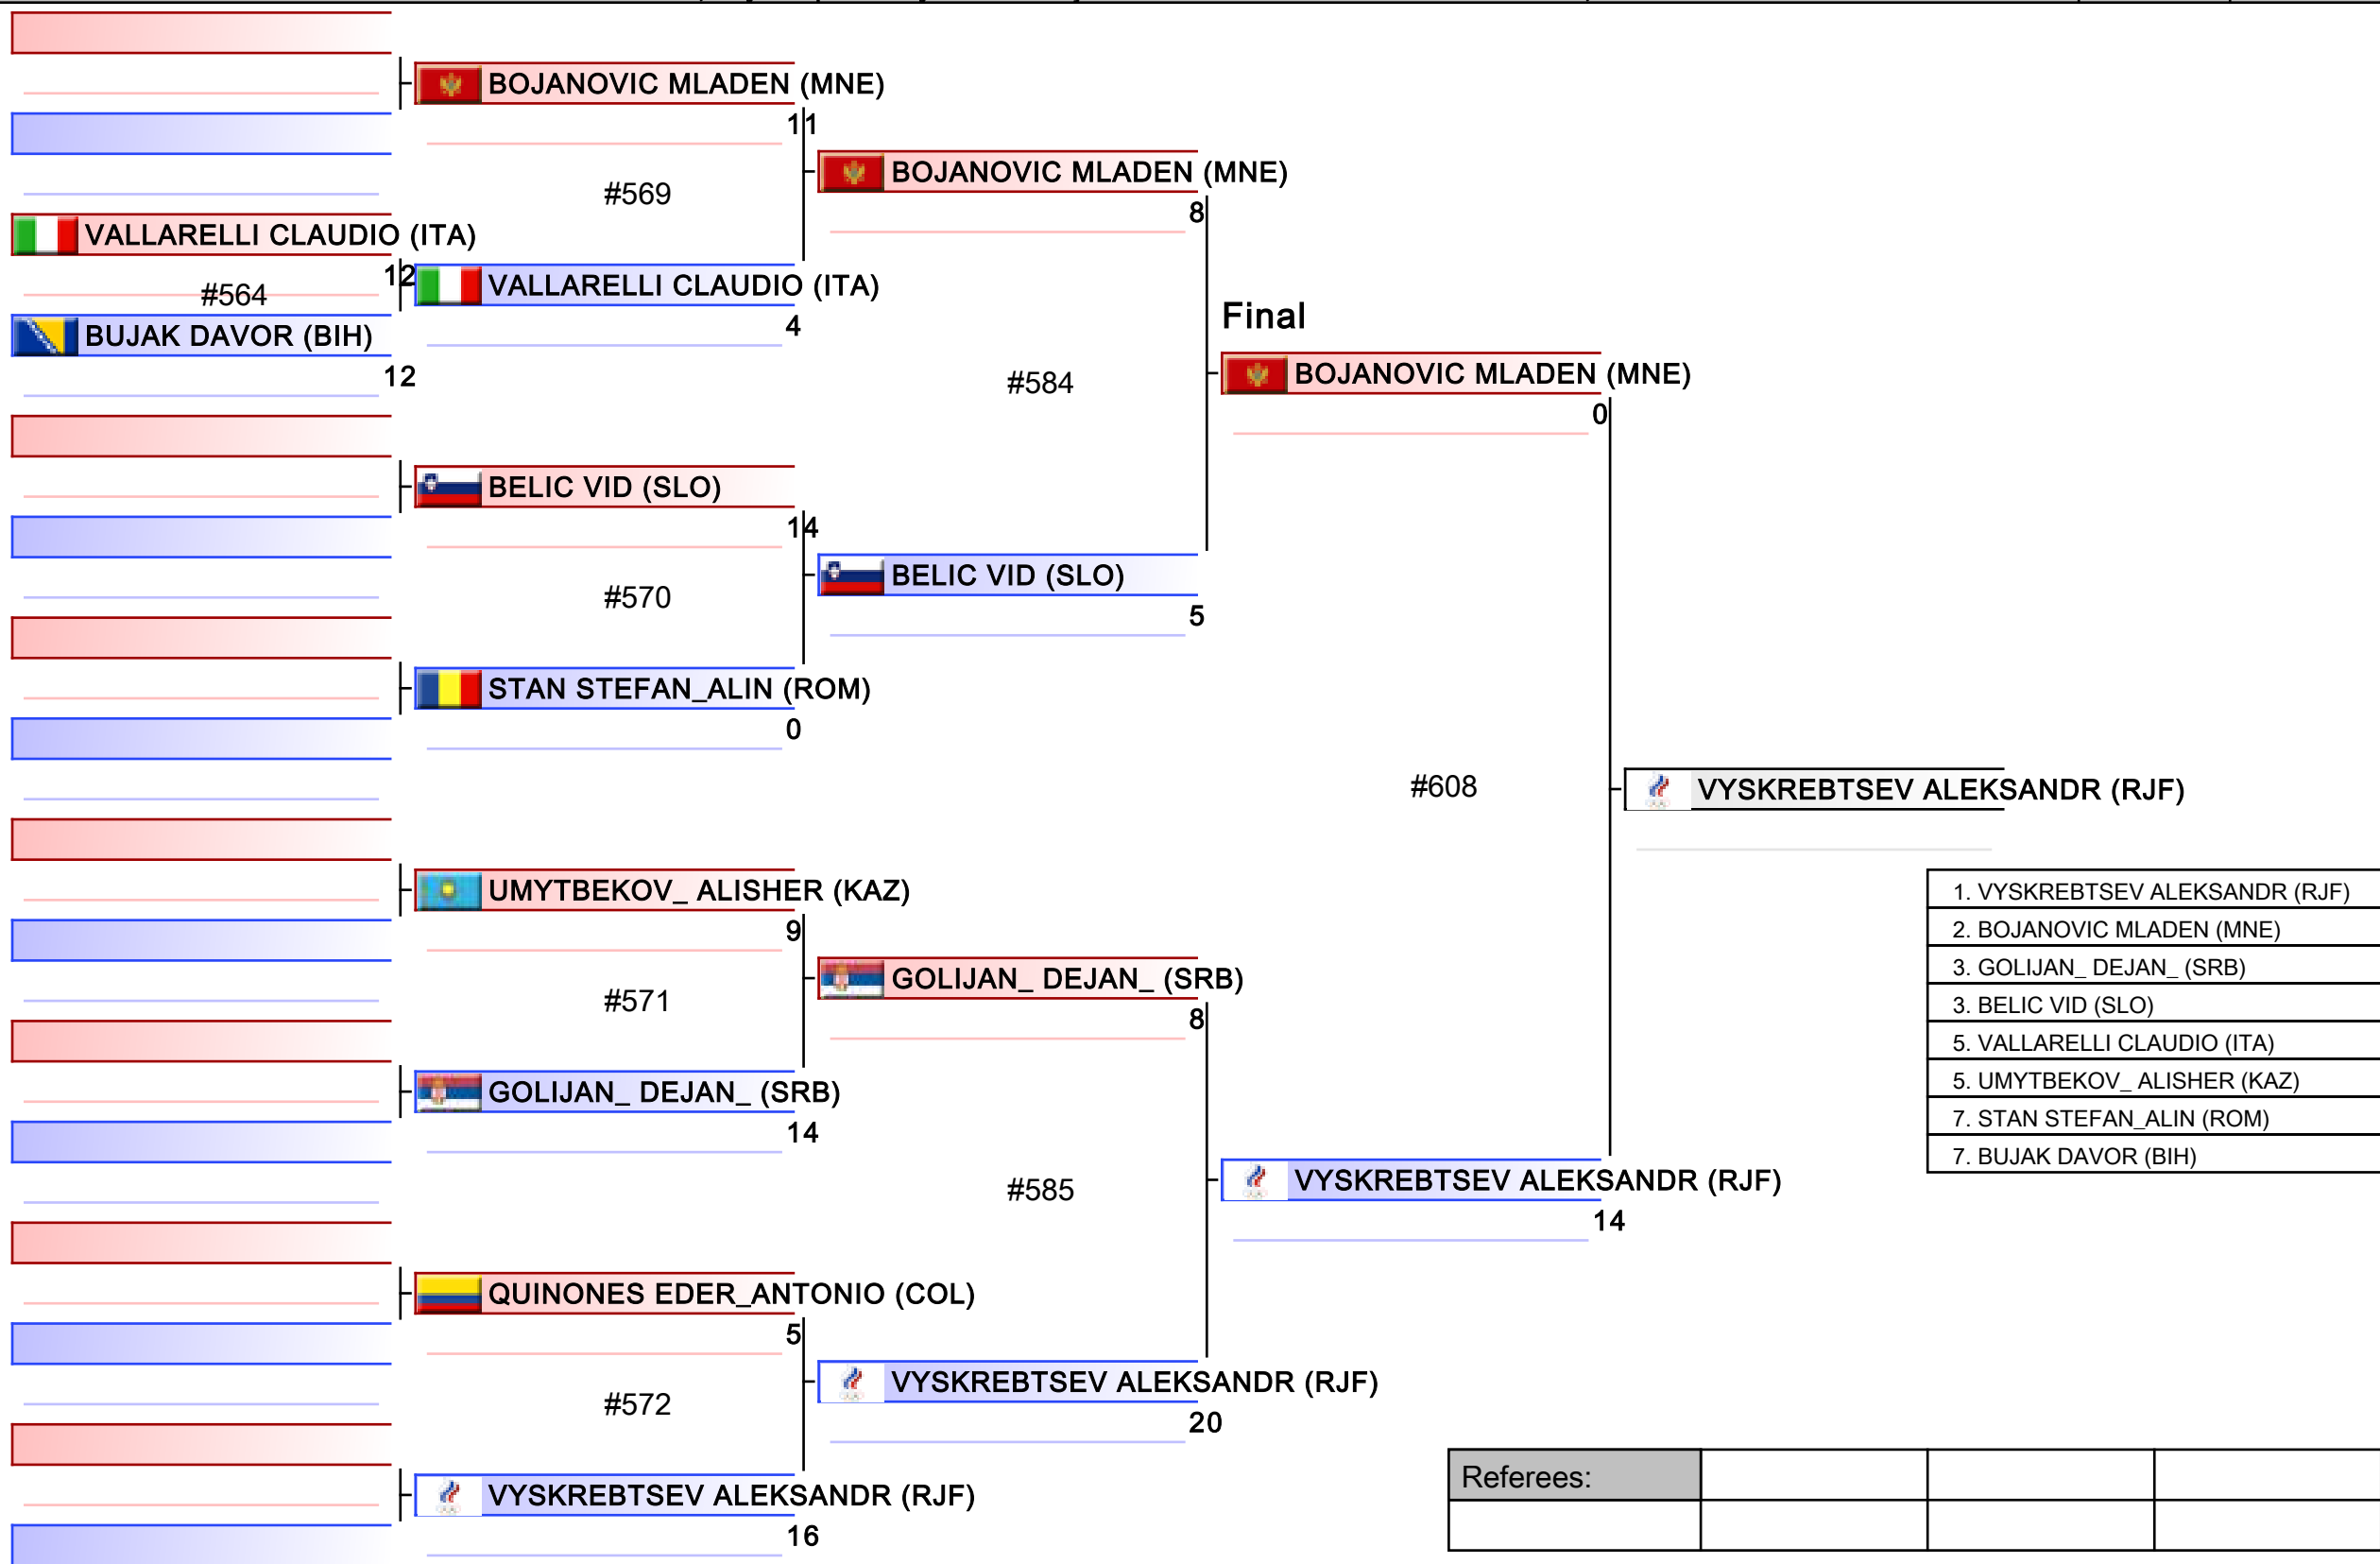 BOJANOVIC MLADEN (MNE)
11
#569
BOJANOVIC MLADEN (MNE)
8
VALLARELLI CLAUDIO (ITA)
12
#564
VALLARELLI CLAUDIO (ITA)
4
BUJAK DAVOR (BIH)
12
Final
#584
BOJANOVIC MLADEN (MNE)
0
BELIC VID (SLO)
14
#570
BELIC VID (SLO)
5
STAN STEFAN_ALIN (ROM)
0
#608
VYSKREBTSEV ALEKSANDR (RJF)
UMYTBEKOV_ ALISHER (KAZ)
9
#571
GOLIJAN_ DEJAN_ (SRB)
8
GOLIJAN_ DEJAN_ (SRB)
14
#585
VYSKREBTSEV ALEKSANDR (RJF)
14
QUINONES EDER_ANTONIO (COL)
5
#572
VYSKREBTSEV ALEKSANDR (RJF)
20
VYSKREBTSEV ALEKSANDR (RJF)
16
1. VYSKREBTSEV ALEKSANDR (RJF)
2. BOJANOVIC MLADEN (MNE)
3. GOLIJAN_ DEJAN_ (SRB)
3. BELIC VID (SLO)
5. VALLARELLI CLAUDIO (ITA)
5. UMYTBEKOV_ ALISHER (KAZ)
7. STAN STEFAN_ALIN (ROM)
7. BUJAK DAVOR (BIH)
Referees: